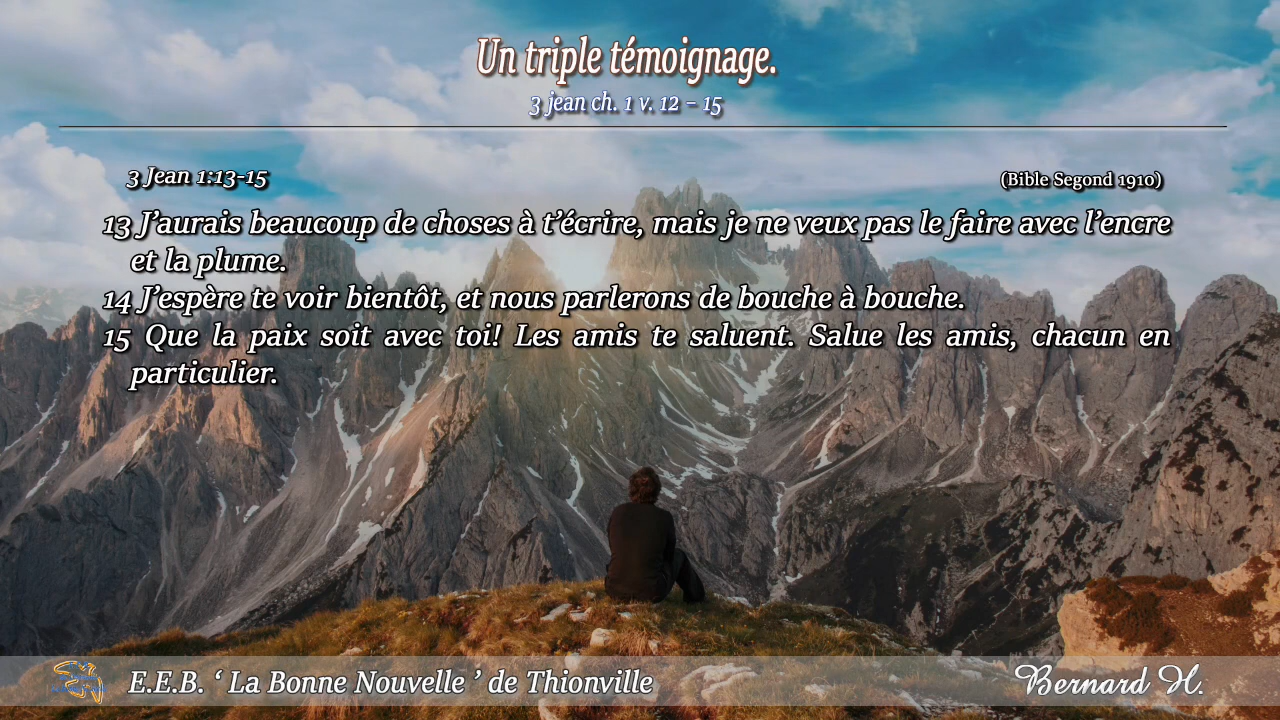 Un triple témoignage.
3 jean ch. 1 v. 12 – 15
3 Jean 1:13-15
(Bible Segond 1910)
13 J’aurais beaucoup de choses à t’écrire, mais je ne veux pas le faire avec l’encre
et la plume.
14 J’espère te voir bientôt, et nous parlerons de bouche à bouche.
15 Que la paix soit avec toi! Les amis te saluent. Salue les amis, chacun en
particulier.
E.E.B. ‘ La Bonne Nouvelle ’ de Thionville
Bernard H.